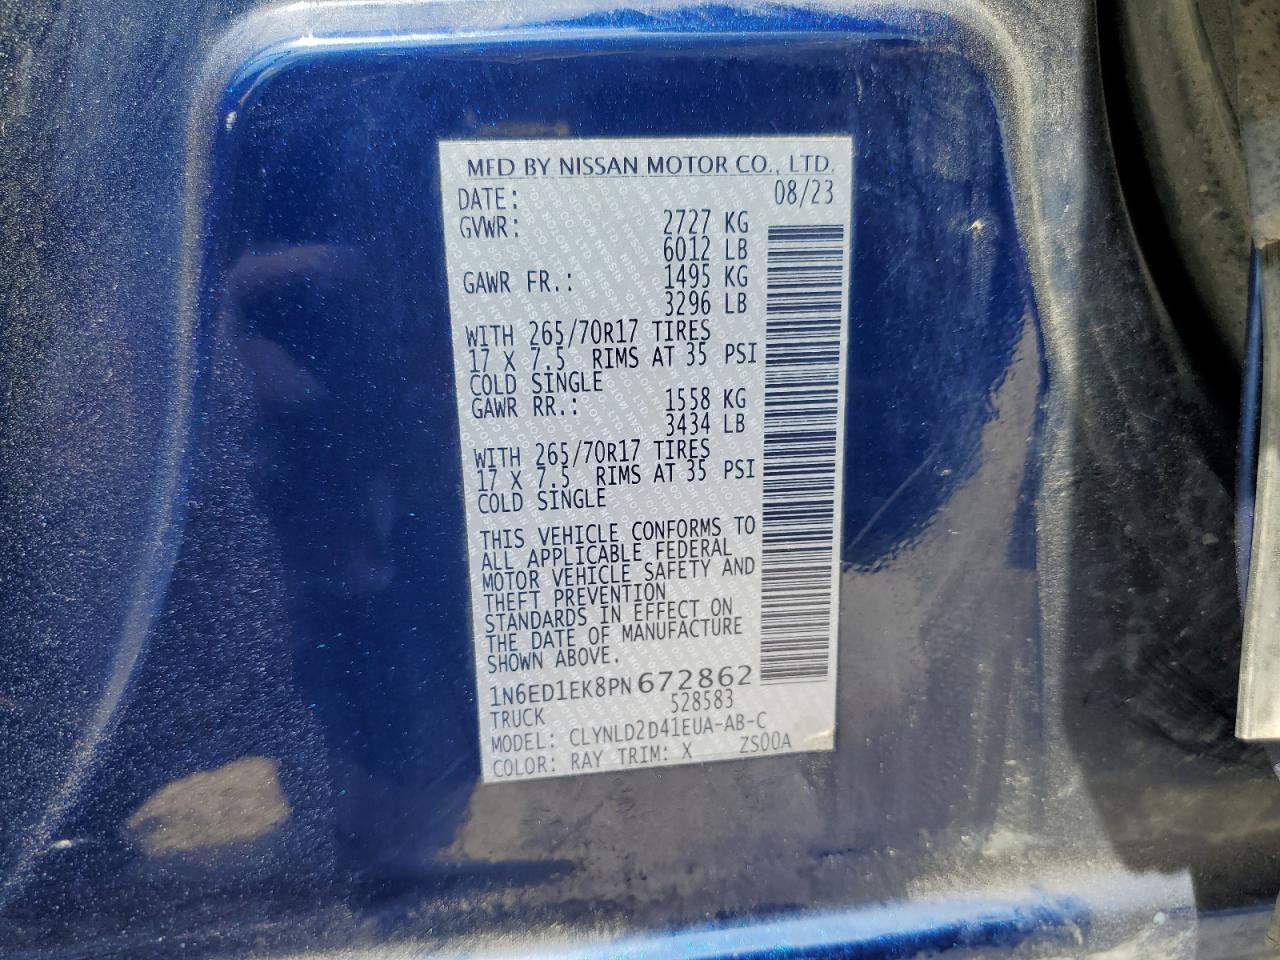 MFD BY NISSAN MOTOR CO., LTD.
DATE: 08/23
GVWR: 2727 KG
6012 LB
GAWR FR.: 1495 KG
3296 LB
WITH 265/70R17 TIRES
17 X 7.5 RIMS AT 35 PSI
COLD SINGLE
GAWR RR.: 1558 KG
3434 LB
WITH 265/70R17 TIRES
17 X 7.5 RIMS AT 35 PSI
COLD SINGLE
THIS VEHICLE CONFORMS TO
ALL APPLICABLE FEDERAL
MOTOR VEHICLE SAFETY AND
THEFT PREVENTION
STANDARDS IN EFFECT ON
THE DATE OF MANUFACTURE
SHOWN ABOVE.
1N6ED1EK8PN672862
TRUCK 528583
MODEL: CLYNLD2D41EUA-AB-C
COLOR: RAY TRIM: X ZS00A